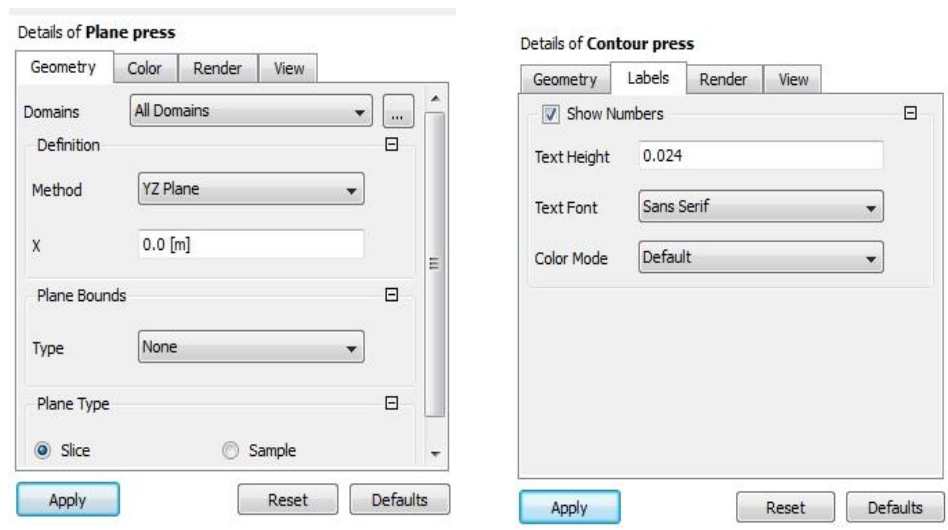 Details of Plane press
Geometry Color Render View
Domains All Domains ...
Definition
Method YZ Plane
X 0.0 [m]
Plane Bounds
Type None
Plane Type
Slice Sample
Apply Reset Defaults
Details of Contour press
Geometry Labels Render View
Show Numbers
Text Height 0.024
Text Font Sans Serif
Color Mode Default
Apply Reset Defaults